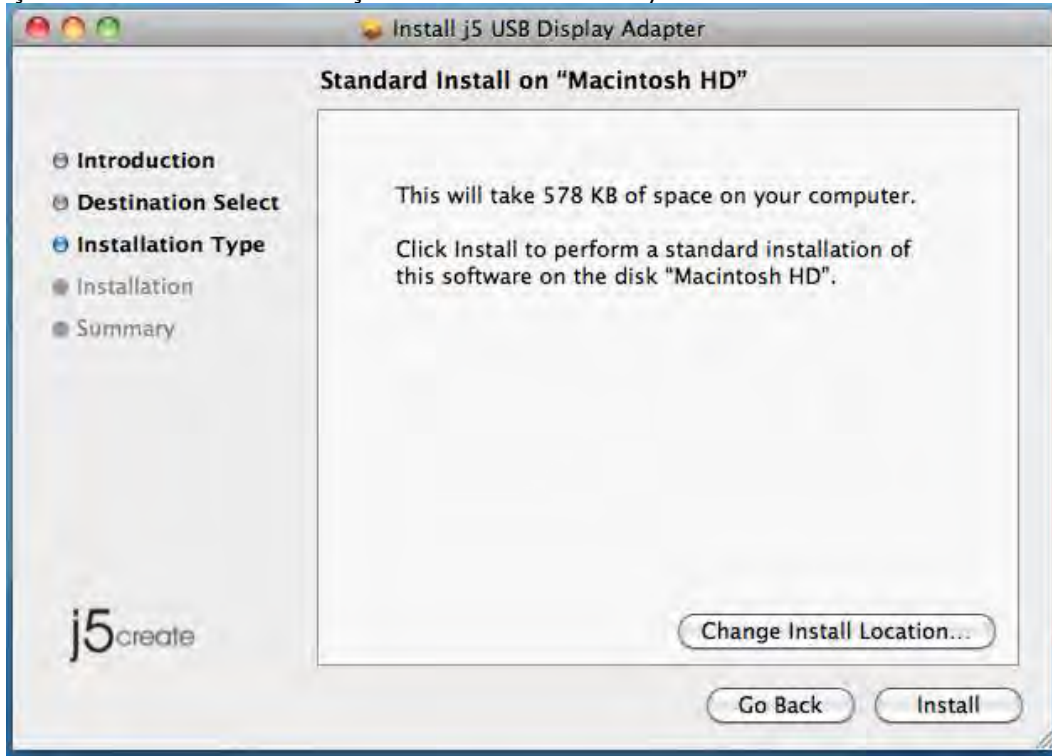 Install j5 USB Display Adapter
Standard Install on “Macintosh HD”
Introduction
Destination Select
Installation Type
Installation
Summary
This will take 578 KB of space on your computer.
Click Install to perform a standard installation of
this software on the disk “Macintosh HD”.
j5create
Change Install Location...
Go Back
Install